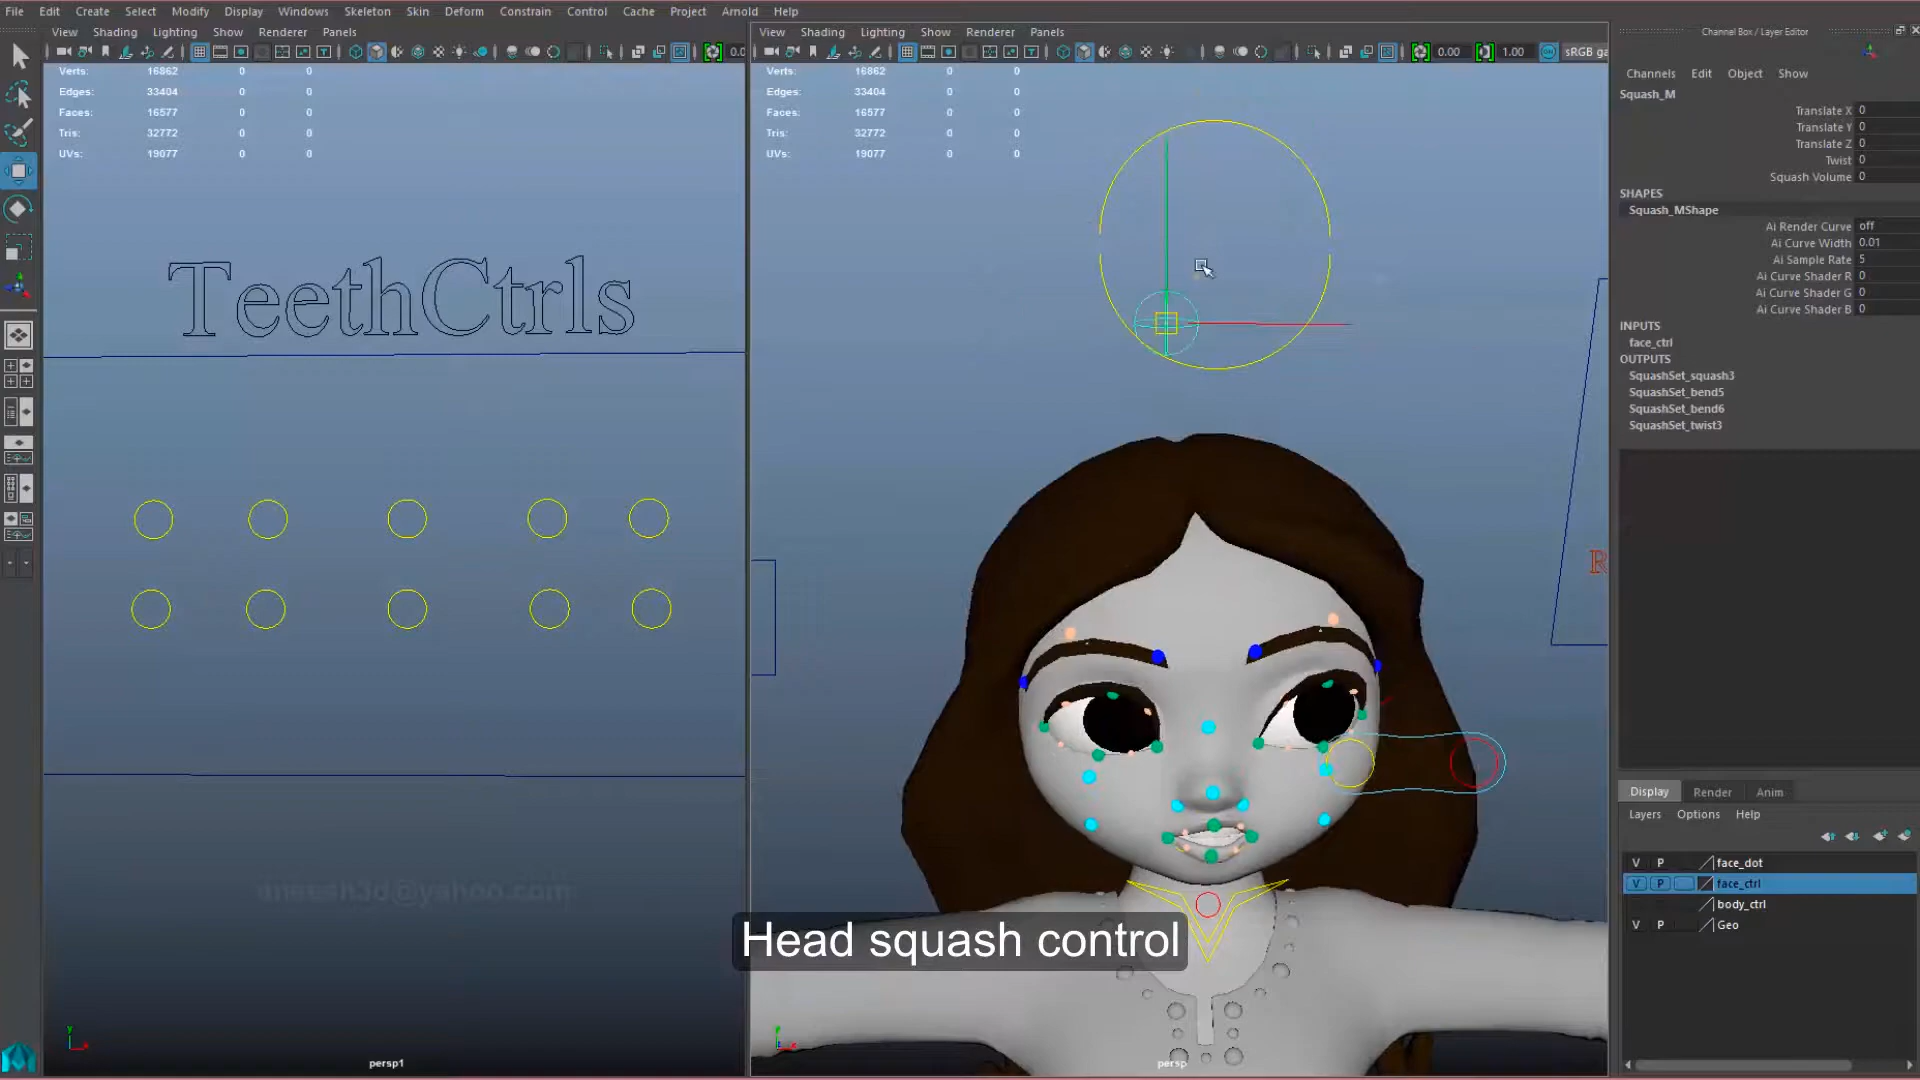 File Edit Create Select Modify Display Windows Skeleton Skin Deform Constrain Control Cache Project Arnold Help
Channel Box / Layer Editor
View Shading Lighting Show Renderer Panels
View Shading Lighting Show Renderer Panels
0.0
0.00 1.00 sRGB ga
Verts: 16862 0 0
Edges: 33404 0 0
Faces: 16577 0 0
Tris: 32772 0 0
UVs: 19077 0 0
Verts: 16862 0 0
Edges: 33404 0 0
Faces: 16577 0 0
Tris: 32772 0 0
UVs: 19077 0 0
TeethCtrls
R
aneesh3d@yahoo.com
Head squash control
persp1
persp
y
Channels Edit Object Show
Squash_M
Translate X 0
Translate Y 0
Translate Z 0
Twist 0
Squash Volume 0
SHAPES
Squash_MShape
Ai Render Curve off
Ai Curve Width 0.01
Ai Sample Rate 5
Ai Curve Shader R 0
Ai Curve Shader G 0
Ai Curve Shader B 0
INPUTS
face_ctrl
OUTPUTS
SquashSet_squash3
SquashSet_bend5
SquashSet_bend6
SquashSet_twist3
Display Render Anim
Layers Options Help
V P face_dot
V P face_ctrl
body_ctrl
V P Geo